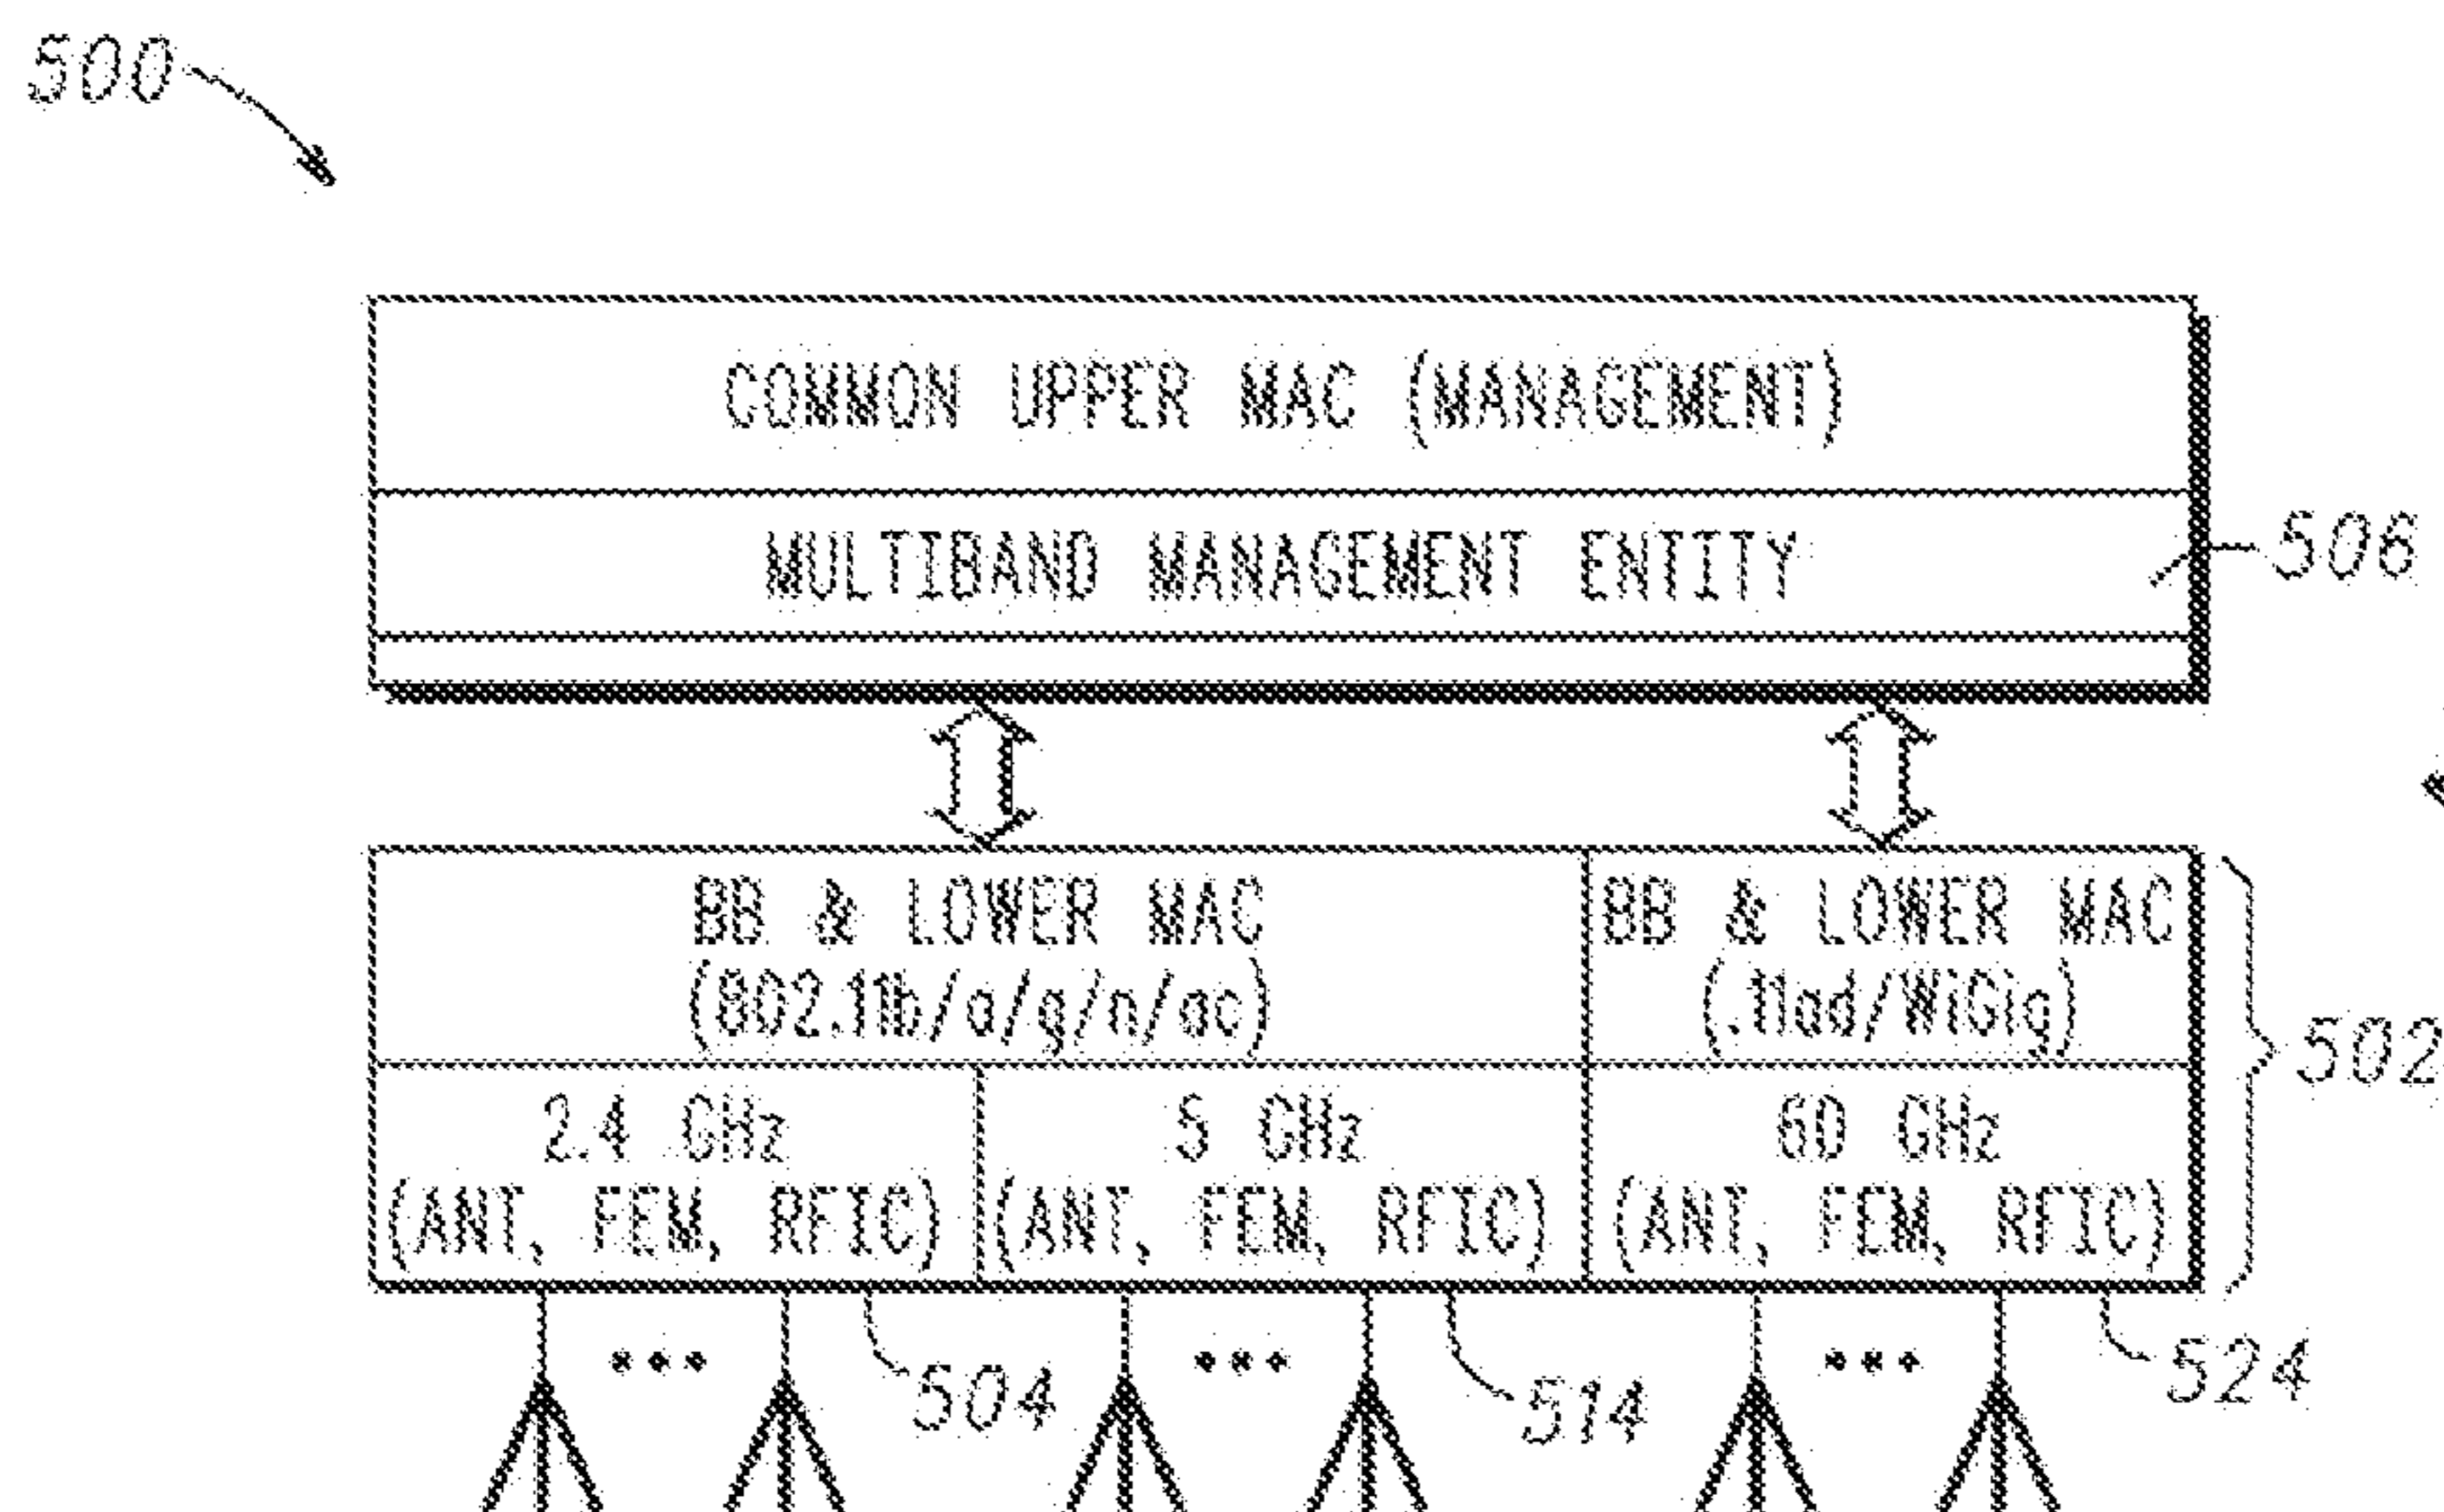 500
COMMON UPPER MAC (MANAGEMENT)
MULTIBAND MANAGEMENT ENTITY
506
BB & LOWER MAC
(802.11b/a/g/n/ac)
BB & LOWER MAC
(.11ad/WiGig)
502
2.4 GHz
(ANT, FEM, RFIC)
5 GHz
(ANT, FEM, RFIC)
60 GHz
(ANT, FEM, RFIC)
504
514
524